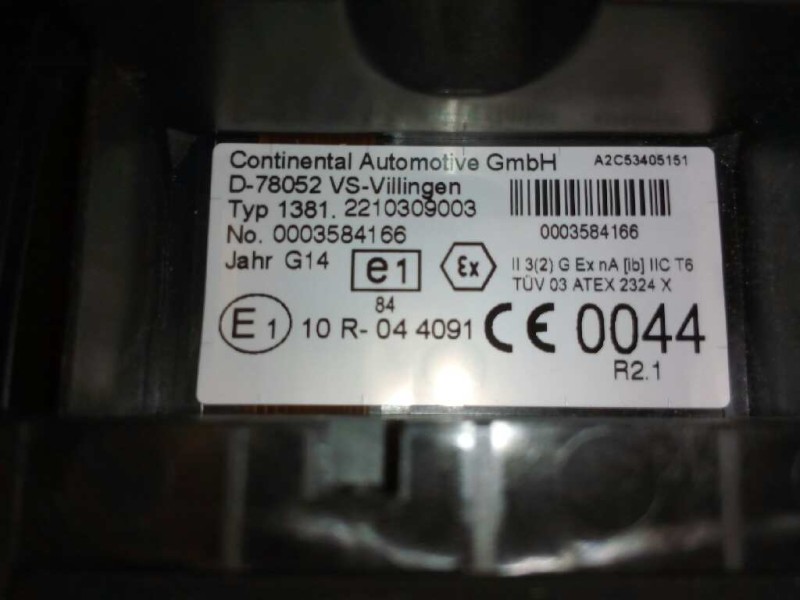 Continental Automotive GmbH A2C53405151
D-78052 VS-Villingen
Typ 1381. 2210309003
No. 0003584166 0003584166
Jahr G14 e1 εx II 3(2) G Ex nA [ib] IIC T6
TÜV 03 ATEX 2324 X
84
E1 10 R- 04 4091 CE 0044
R2.1